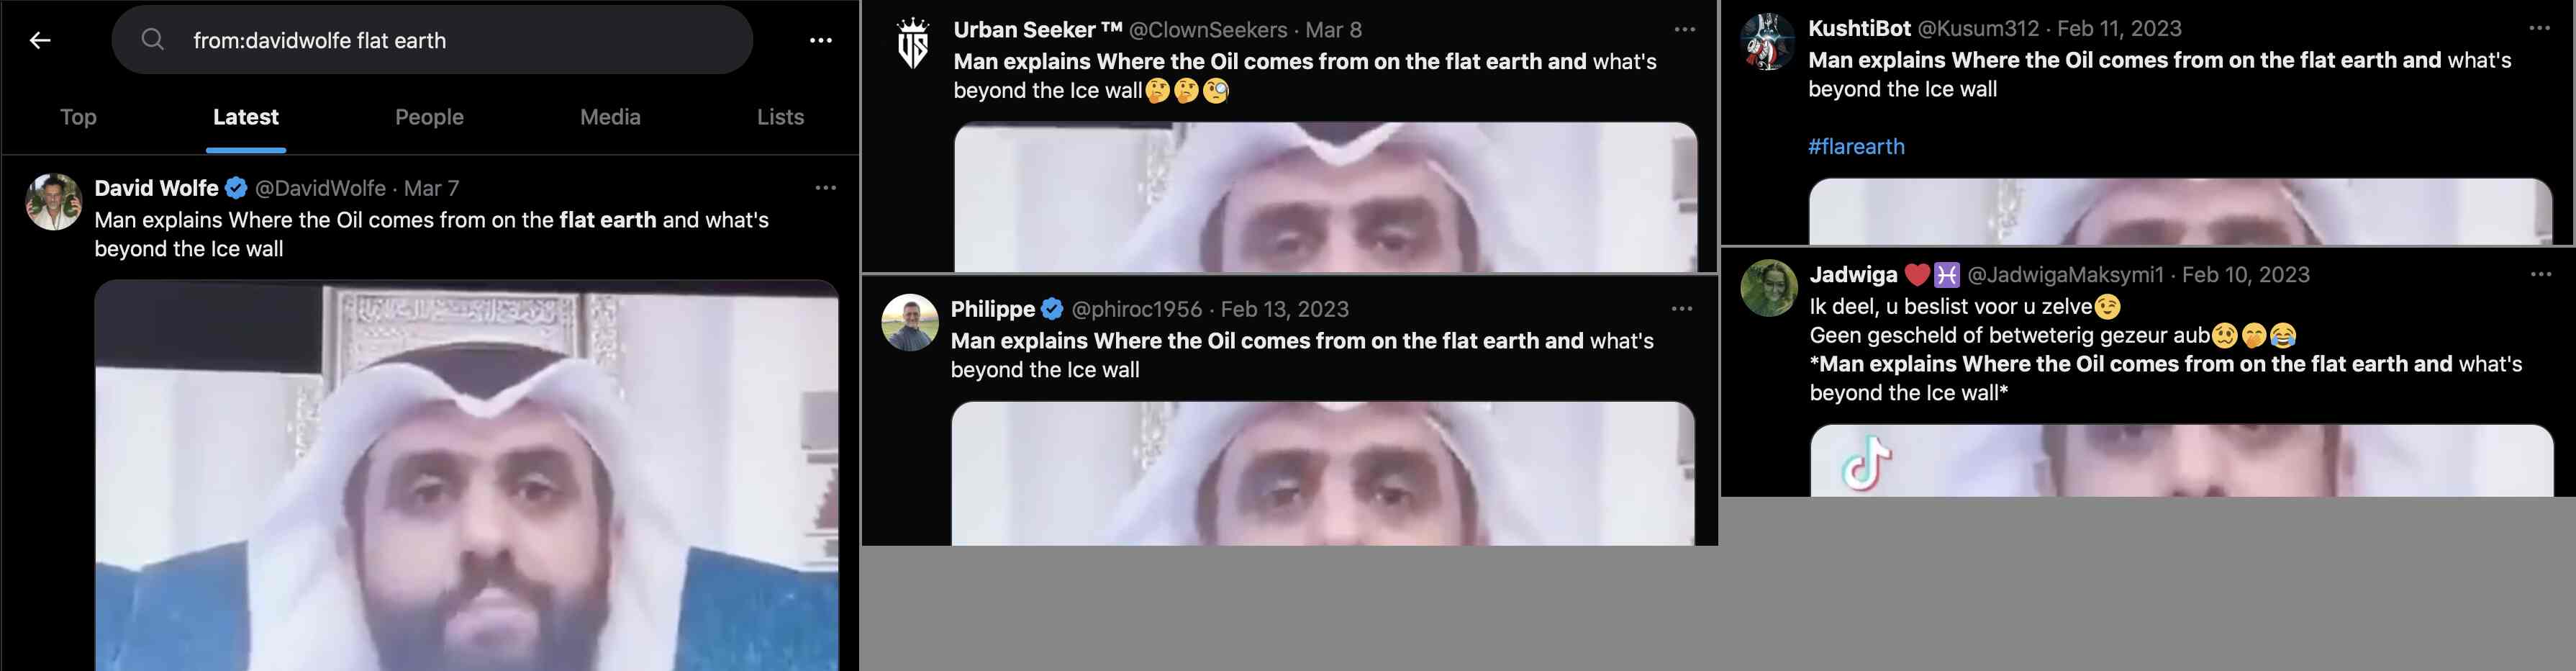 from:davidwolfe flat earth
Top Latest People Media Lists
David Wolfe @DavidWolfe · Mar 7
Man explains Where the Oil comes from on the flat earth and what's
beyond the Ice wall
US
Urban Seeker ™ @ClownSeekers · Mar 8
Man explains Where the Oil comes from on the flat earth and what's
beyond the Ice wall🤔🤔🧐
Philippe @phiroc1956 · Feb 13, 2023
Man explains Where the Oil comes from on the flat earth and what's
beyond the Ice wall
KushtiBot @Kusum312 · Feb 11, 2023
Man explains Where the Oil comes from on the flat earth and what's
beyond the Ice wall
#flarearth
Jadwiga ❤️♓ @JadwigaMaksymi1 · Feb 10, 2023
Ik deel, u beslist voor u zelve😉
Geen gescheld of betweterig gezeur aub🥴🤭😂
*Man explains Where the Oil comes from on the flat earth and what's
beyond the Ice wall*